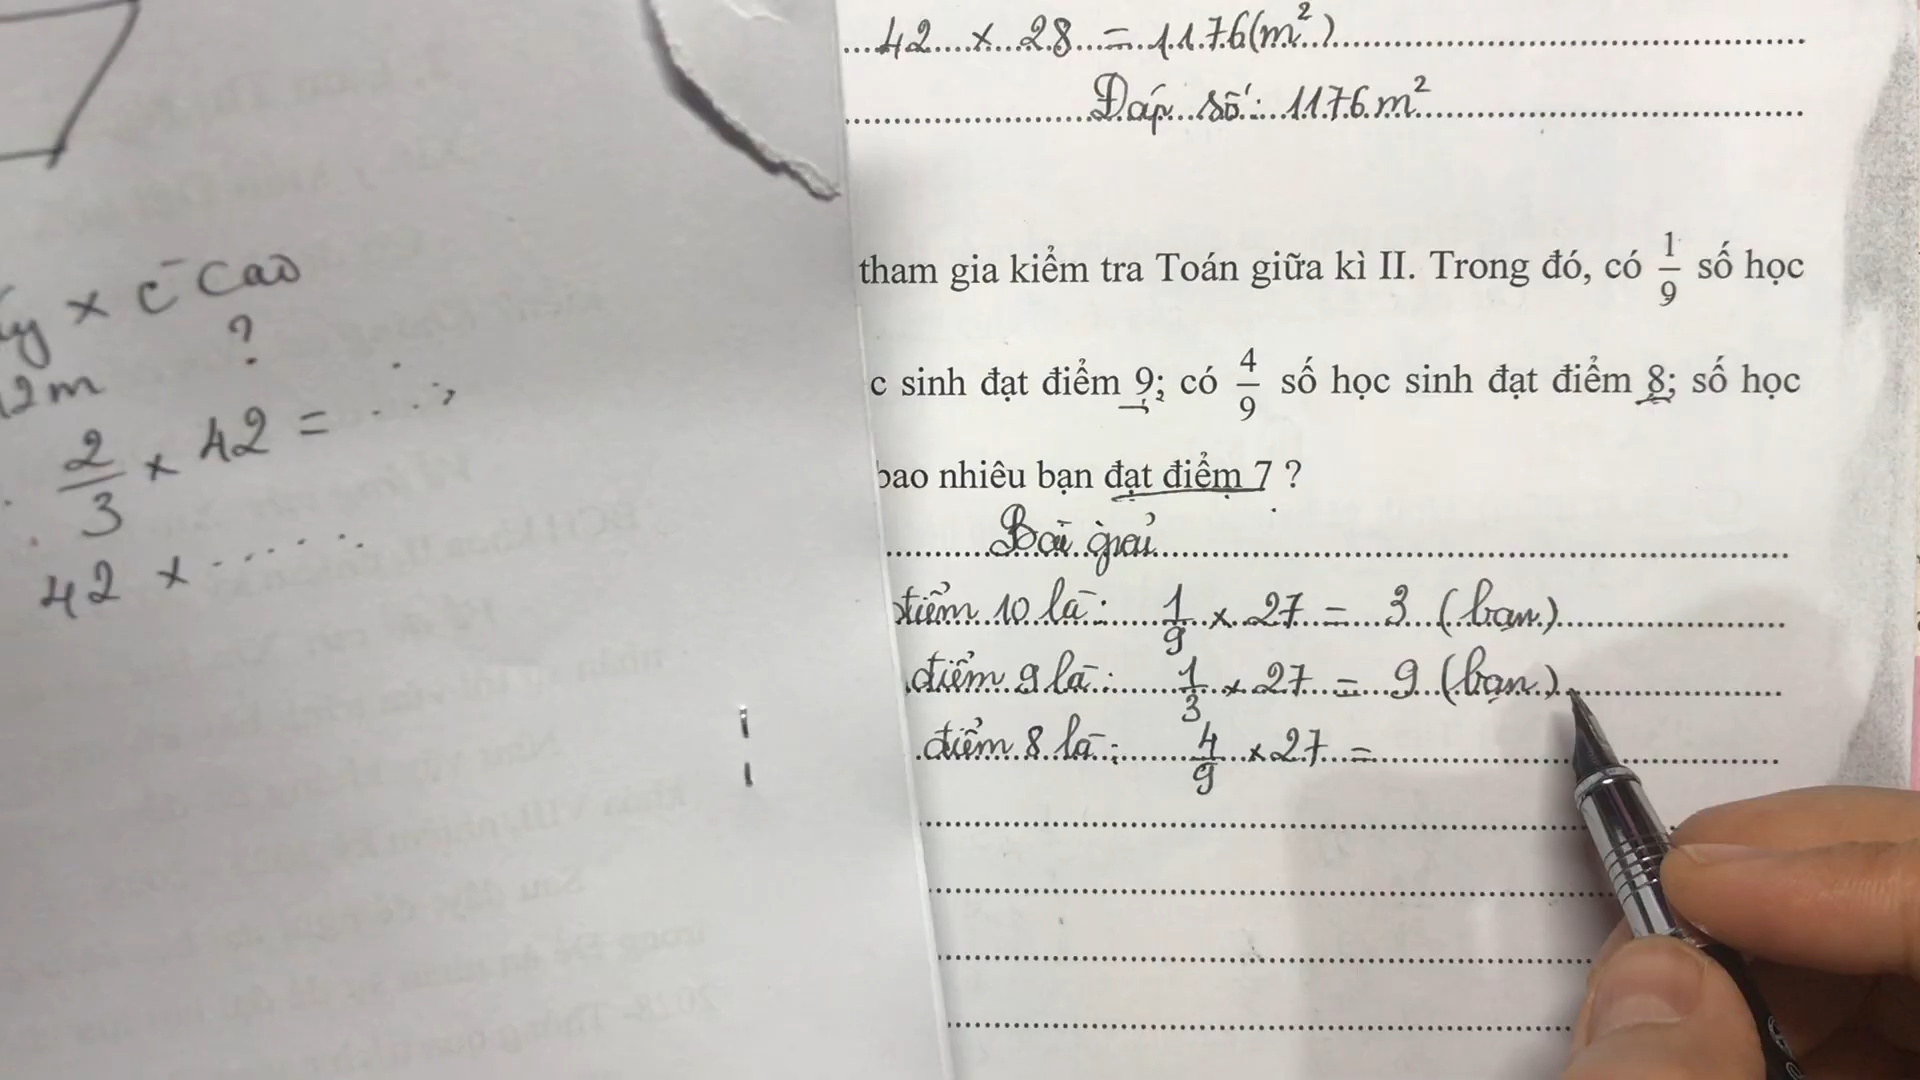 x c cao
?
2m
2/3 x 42 = ....
42 x .....
42 x 28 = 1176 (m²)
Đáp số: 1176 m²
tham gia kiểm tra Toán giữa kì II. Trong đó, có 1/9 số học
c sinh đạt điểm 9; có 4/9 số học sinh đạt điểm 8; số học
bao nhiêu bạn đạt điểm 7 ?
Bài giải
điểm 10 là: 1/9 x 27 = 3 (bạn)
điểm 9 là: 1/3 x 27 = 9 (bạn)
điểm 8 là: 4/9 x 27 =